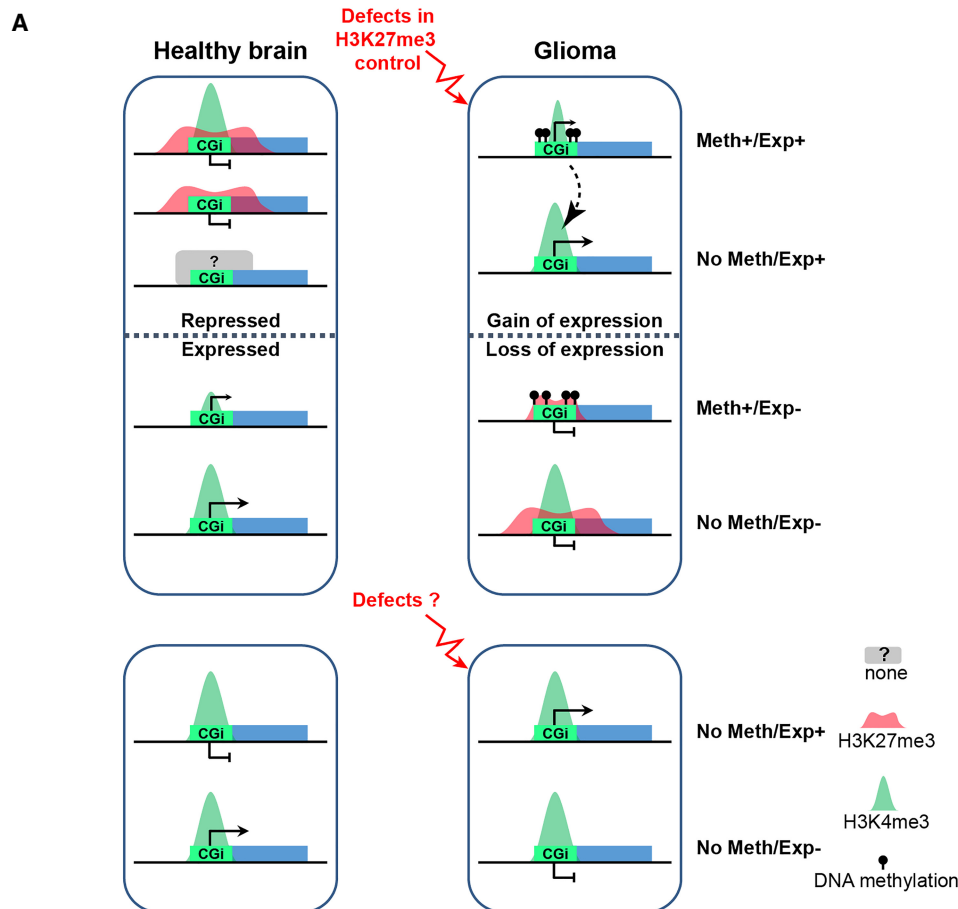 A
Defects in
H3K27me3
control
Healthy brain
Glioma
CGi
CGi
Meth+/Exp+
CGi
?
CGi
CGi
No Meth/Exp+
Repressed
Gain of expression
Expressed
Loss of expression
CGi
CGi
Meth+/Exp-
CGi
CGi
No Meth/Exp-
Defects ?
CGi
CGi
No Meth/Exp+
CGi
CGi
No Meth/Exp-
?
none
H3K27me3
H3K4me3
DNA methylation